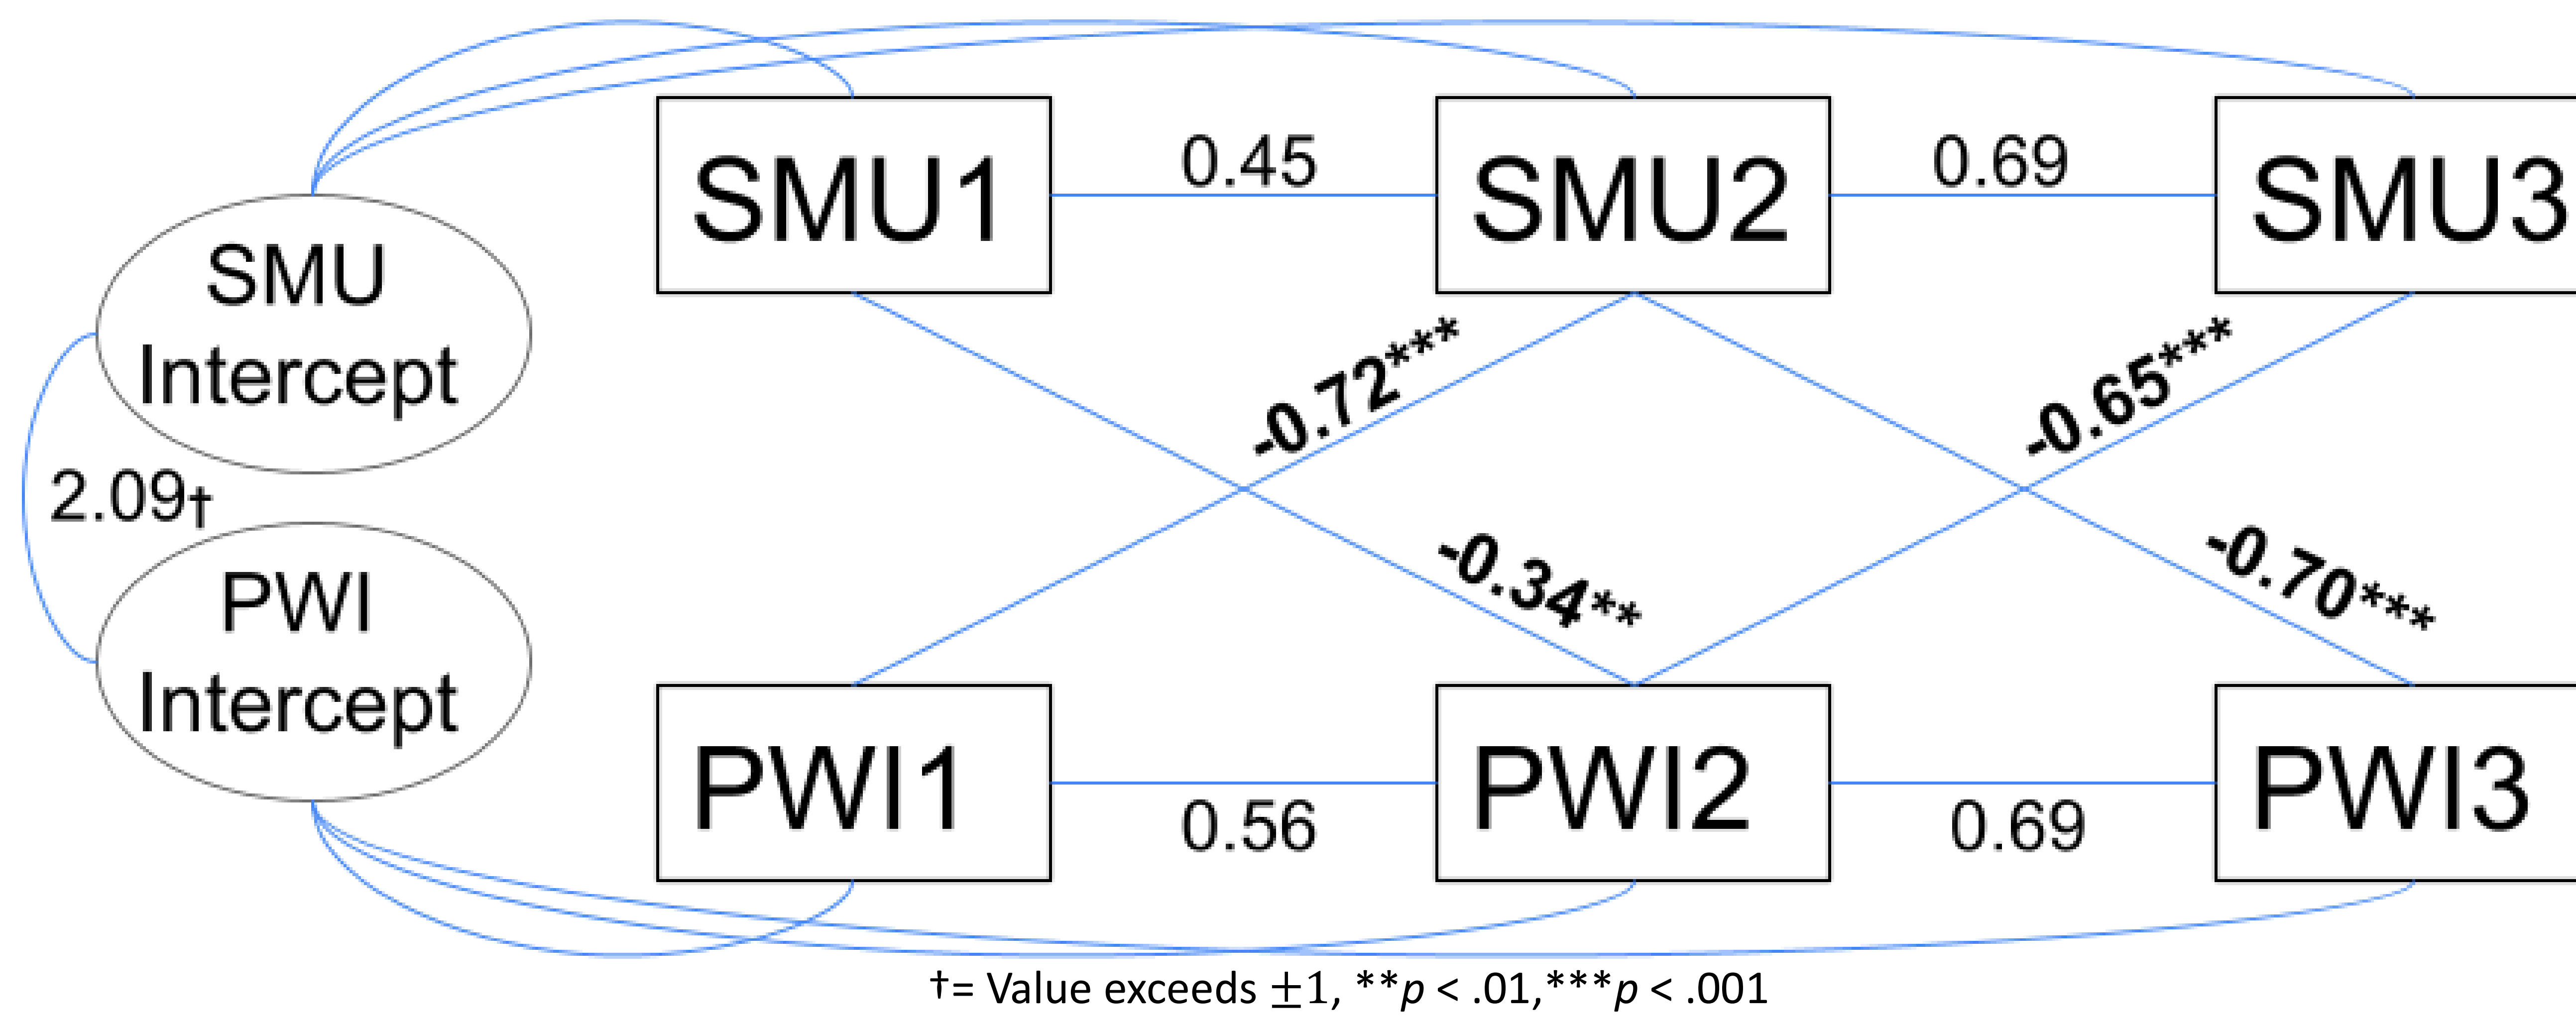 SMU1
0.45
SMU2
0.69
SMU3
SMU
Intercept
-0.72***
-0.65***
2.09†
-0.34**
-0.70***
PWI
Intercept
PWI1
0.56
PWI2
0.69
PWI3
†= Value exceeds ±1, **p < .01,***p < .001